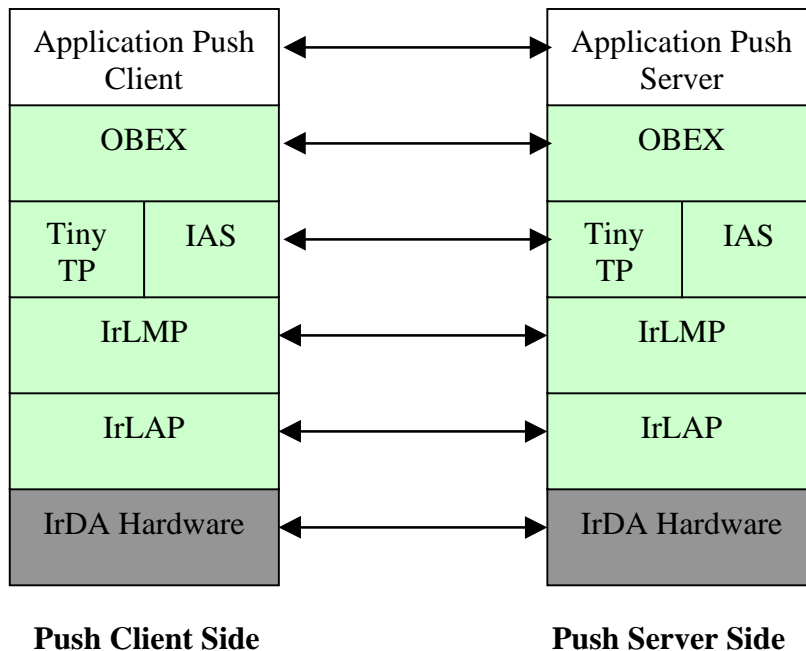 Application Push
Client
Application Push
Server
OBEX
OBEX
Tiny
TP
IAS
Tiny
TP
IAS
IrLMP
IrLMP
IrLAP
IrLAP
IrDA Hardware
IrDA Hardware
Push Client Side
Push Server Side